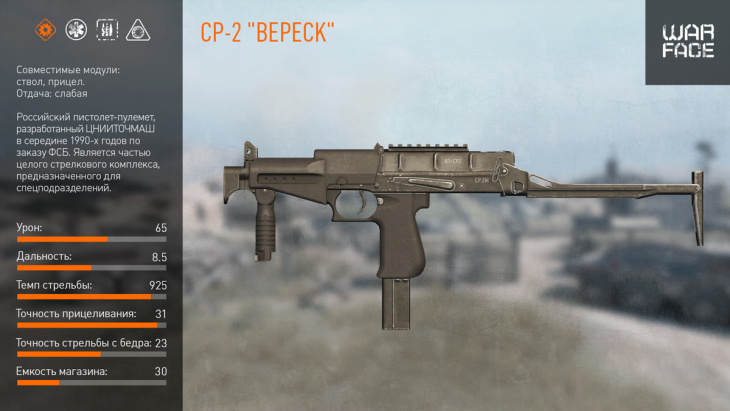 СР-2 "ВЕРЕСК"
WAR
FACE
Совместимые модули:
ствол, прицел.
Отдача: слабая
Российский пистолет-пулемет,
разработанный ЦНИИТОЧМАШ
в середине 1990-х годов по
заказу ФСБ. Является частью
целого стрелкового комплекса,
предназначенного для
спецподразделений.
Урон: 65
Дальность: 8.5
Темп стрельбы: 925
Точность прицеливания: 31
Точность стрельбы с бедра: 23
Емкость магазина: 30